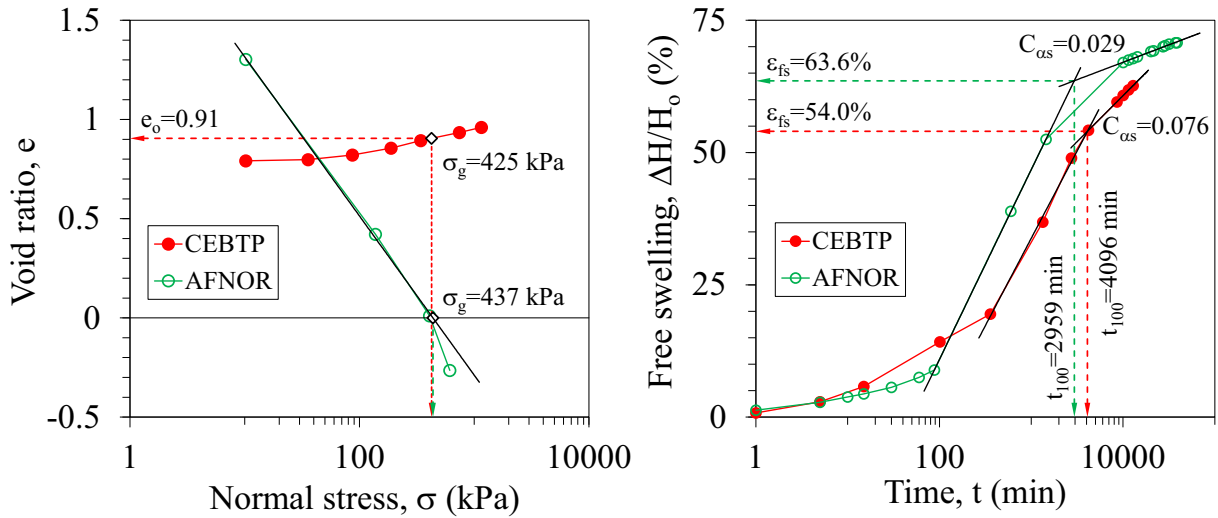 Void ratio, e
1.5
1
0.5
0
-0.5
eo=0.91
σg=425 kPa
CEBTP
AFNOR
σg=437 kPa
1
100
10000
Normal stress, σ (kPa)
Free swelling, ΔH/Ho (%)
75
50
25
0
εfs=63.6%
εfs=54.0%
Cαs=0.029
Cαs=0.076
CEBTP
AFNOR
t100=2959 min
t100=4096 min
1
100
10000
Time, t (min)